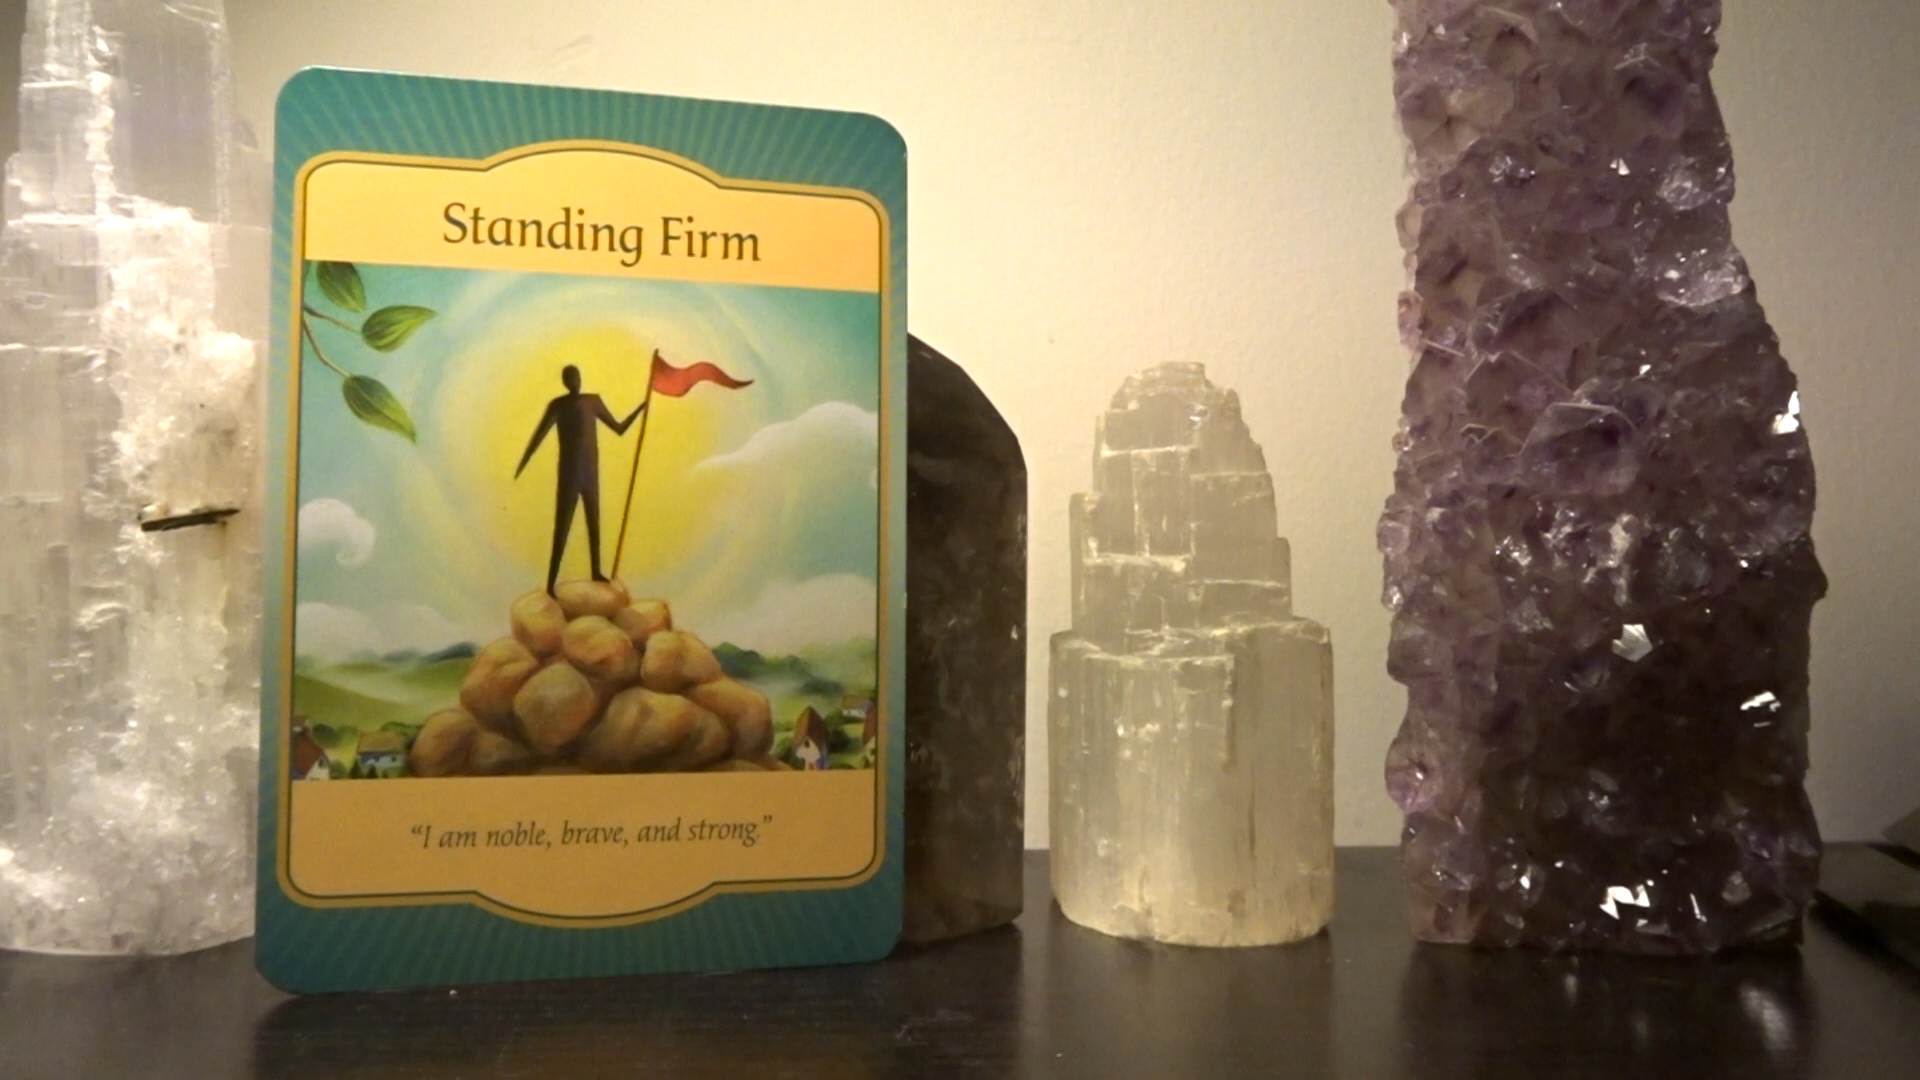 Standing Firm
“I am noble, brave, and strong.”